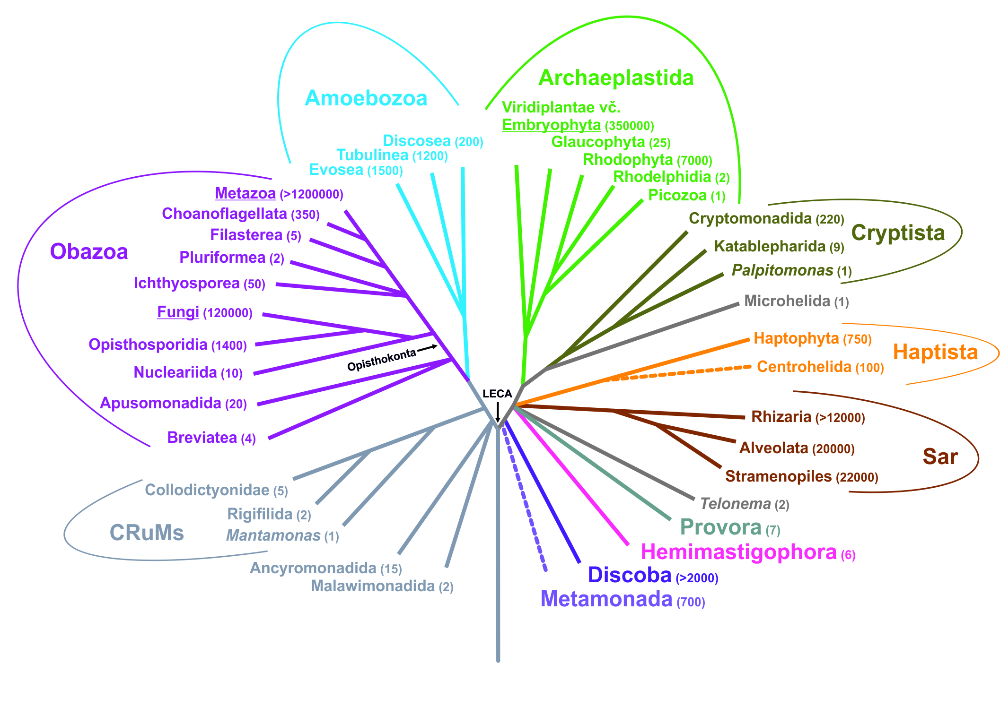 Archaeplastida
Amoebozoa
Viridiplantae vč.
Embryophyta (350000)
Discosea (200)
Glaucophyta (25)
Tubulinea (1200)
Rhodophyta (7000)
Evosea (1500)
Rhodelphidia (2)
Metazoa (>1200000)
Picozoa (1)
Choanoflagellata (350)
Cryptomonadida (220)
Filasterea (5)
Cryptista
Obazoa
Katablepharida (9)
Pluriformea (2)
Palpitomonas (1)
Ichthyosporea (50)
Microhelida (1)
Fungi (120000)
Haptophyta (750)
Opisthosporidia (1400)
Haptista
Opisthokonta
Centrohelida (100)
Nucleariida (10)
LECA
Apusomonadida (20)
Rhizaria (>12000)
Breviatea (4)
Alveolata (20000)
Sar
Stramenopiles (22000)
Collodictyonidae (5)
Telonema (2)
Rigifilida (2)
Provora (7)
CRuMs
Mantamonas (1)
Hemimastigophora (6)
Ancyromonadida (15)
Discoba (>2000)
Malawimonadida (2)
Metamonada (700)